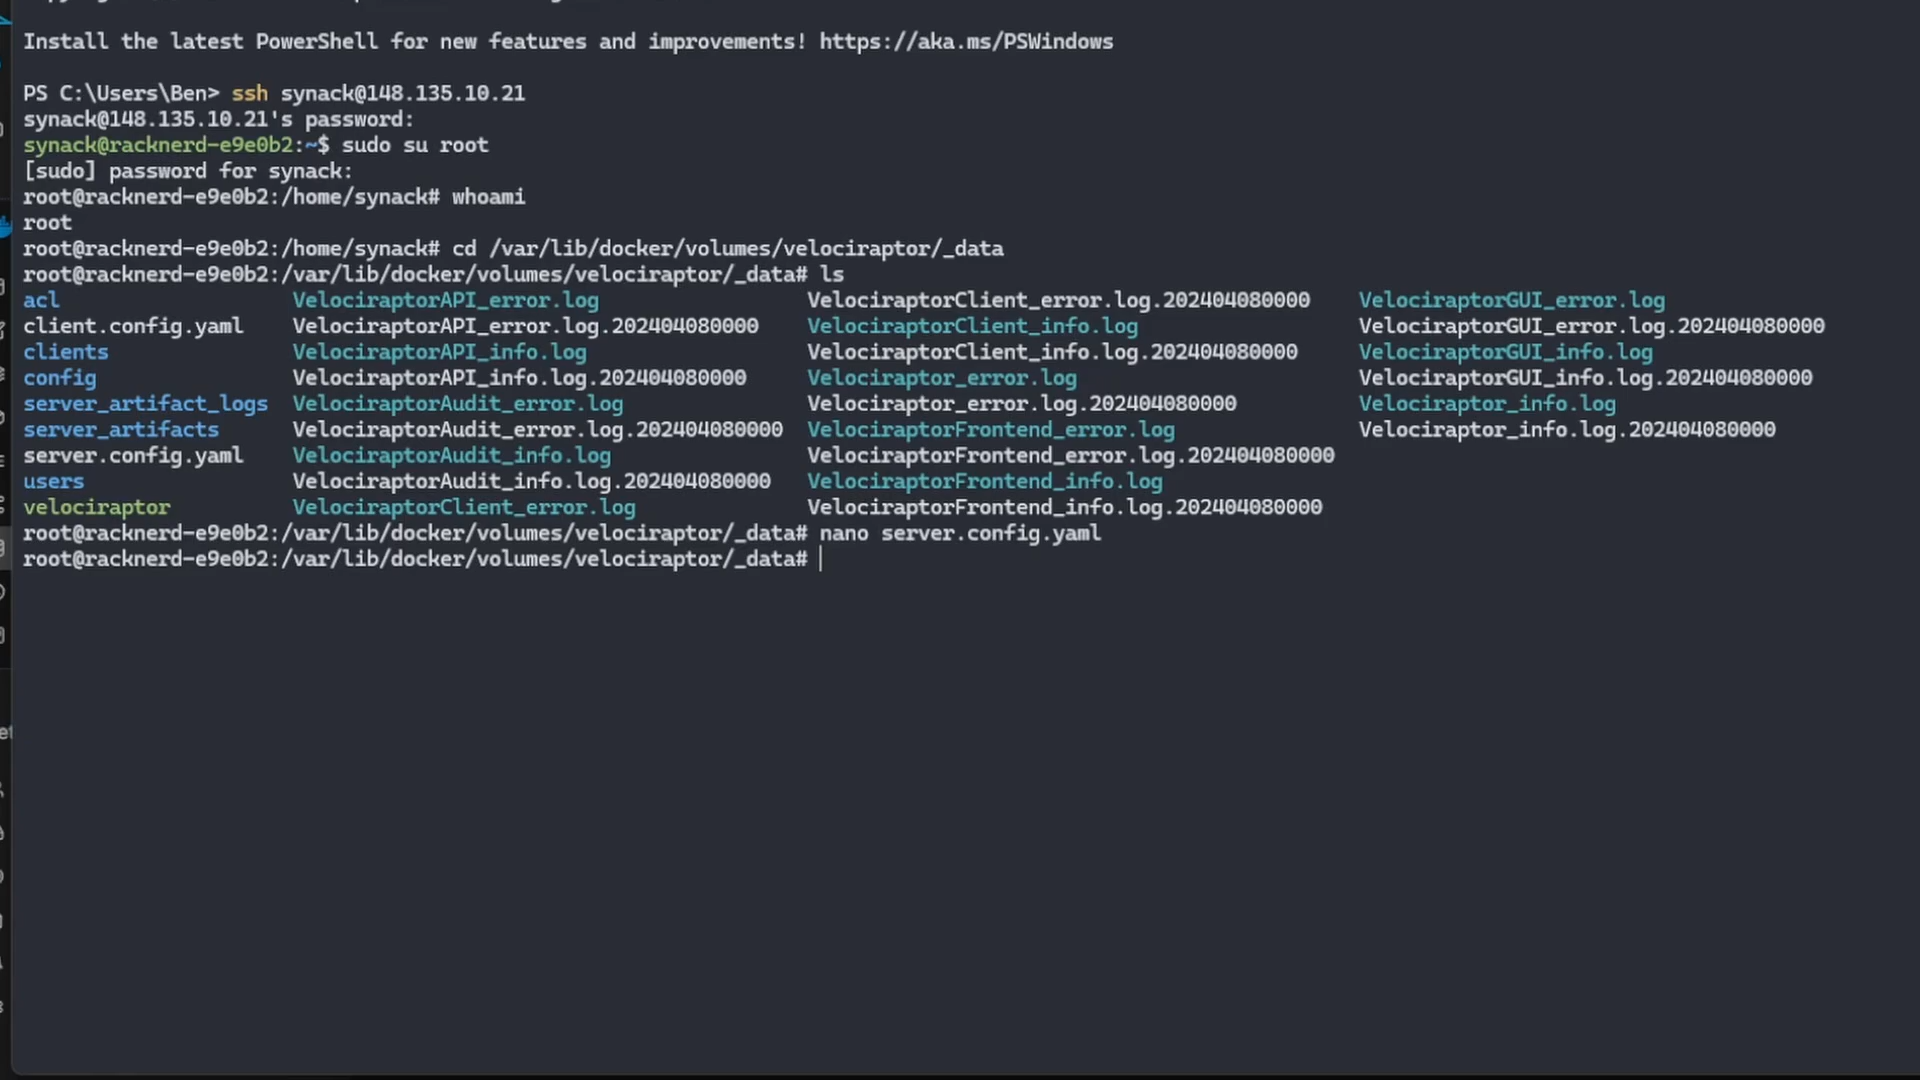 Install the latest PowerShell for new features and improvements! https://aka.ms/PSWindows
PS C:\Users\Ben> ssh synack@148.135.10.21
synack@148.135.10.21's password:
synack@racknerd-e9e0b2:~$ sudo su root
[sudo] password for synack:
root@racknerd-e9e0b2:/home/synack# whoami
root
root@racknerd-e9e0b2:/home/synack# cd /var/lib/docker/volumes/velociraptor/_data
root@racknerd-e9e0b2:/var/lib/docker/volumes/velociraptor/_data# ls
acl VelociraptorAPI_error.log VelociraptorClient_error.log.202404080000 VelociraptorGUI_error.log
client.config.yaml VelociraptorAPI_error.log.202404080000 VelociraptorClient_info.log VelociraptorGUI_error.log.202404080000
clients VelociraptorAPI_info.log VelociraptorClient_info.log.202404080000 VelociraptorGUI_info.log
config VelociraptorAPI_info.log.202404080000 Velociraptor_error.log VelociraptorGUI_info.log.202404080000
server_artifact_logs VelociraptorAudit_error.log Velociraptor_error.log.202404080000 Velociraptor_info.log
server_artifacts VelociraptorAudit_error.log.202404080000 VelociraptorFrontend_error.log Velociraptor_info.log.202404080000
server.config.yaml VelociraptorAudit_info.log VelociraptorFrontend_error.log.202404080000
users VelociraptorAudit_info.log.202404080000 VelociraptorFrontend_info.log
velociraptor VelociraptorClient_error.log VelociraptorFrontend_info.log.202404080000
root@racknerd-e9e0b2:/var/lib/docker/volumes/velociraptor/_data# nano server.config.yaml
root@racknerd-e9e0b2:/var/lib/docker/volumes/velociraptor/_data#